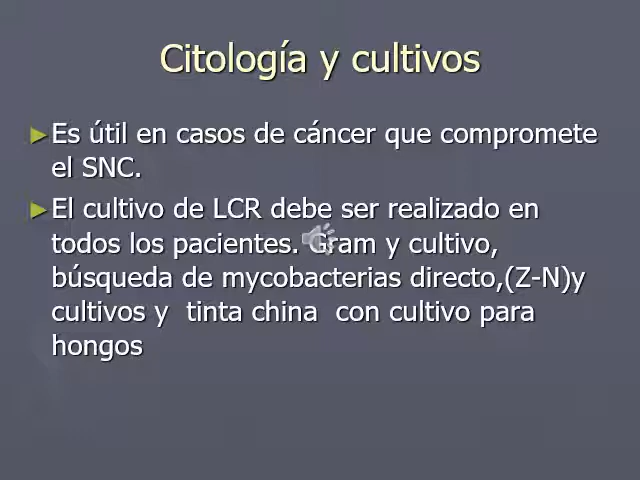 Citología y cultivos
►Es útil en casos de cáncer que compromete
el SNC.
►El cultivo de LCR debe ser realizado en
todos los pacientes. Gram y cultivo,
búsqueda de mycobacterias directo,(Z-N)y
cultivos y  tinta china  con cultivo para
hongos